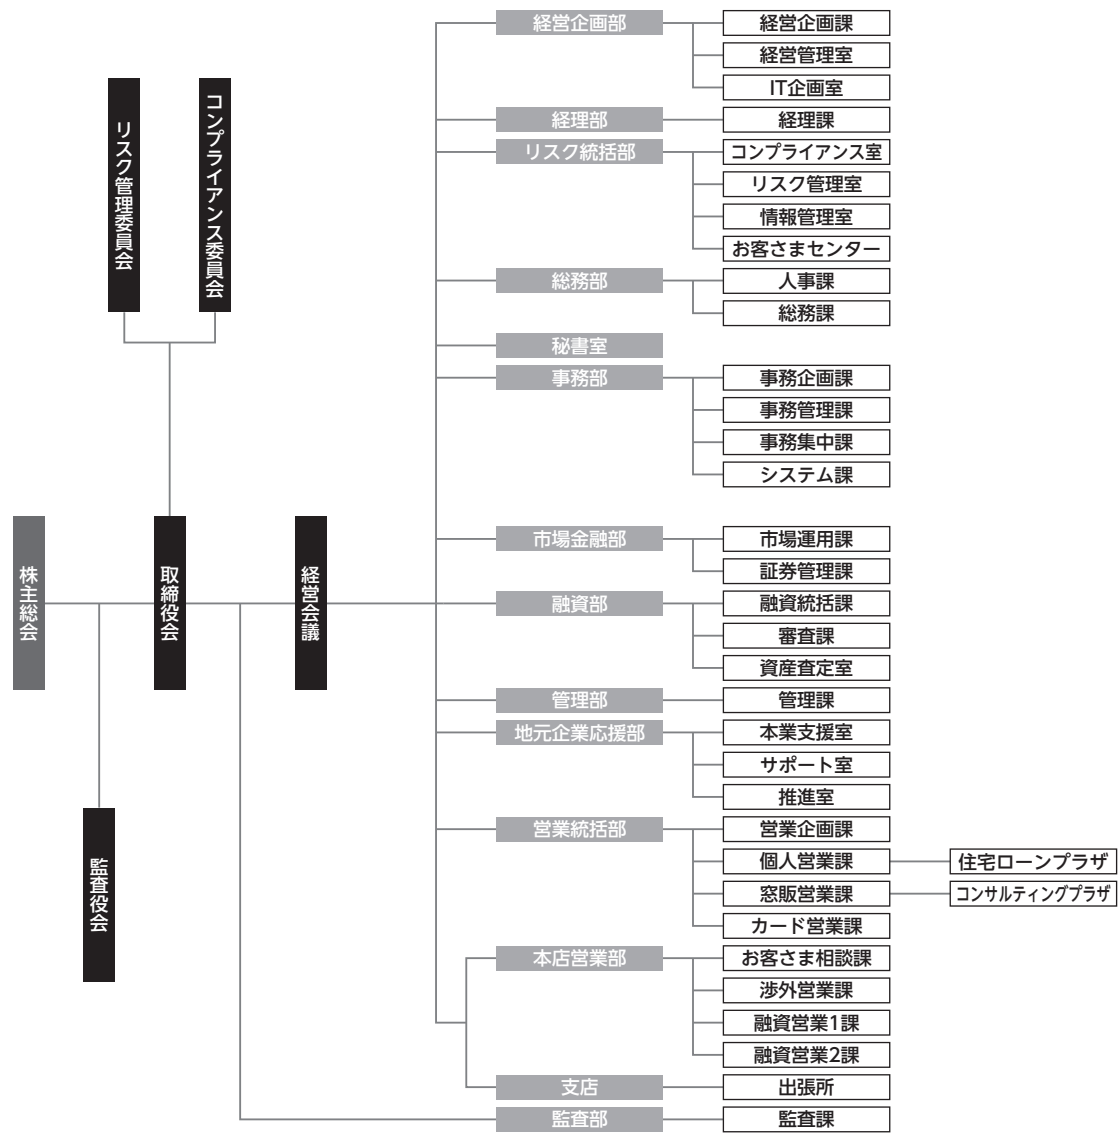 リスク管理委員会
コンプライアンス委員会
株主総会
取締役会
経営会議
監査役会
経営企画部
経営企画課
経営管理室
IT企画室
経理部
経理課
リスク統括部
コンプライアンス室
リスク管理室
情報管理室
お客さまセンター
総務部
人事課
総務課
秘書室
事務部
事務企画課
事務管理課
事務集中課
システム課
市場金融部
市場運用課
証券管理課
融資部
融資統括課
審査課
資産査定室
管理部
管理課
地元企業応援部
本業支援室
サポート室
推進室
営業統括部
営業企画課
個人営業課
住宅ローンプラザ
窓販営業課
コンサルティングプラザ
カード営業課
本店営業部
お客さま相談課
渉外営業課
融資営業1課
融資営業2課
支店
出張所
監査部
監査課